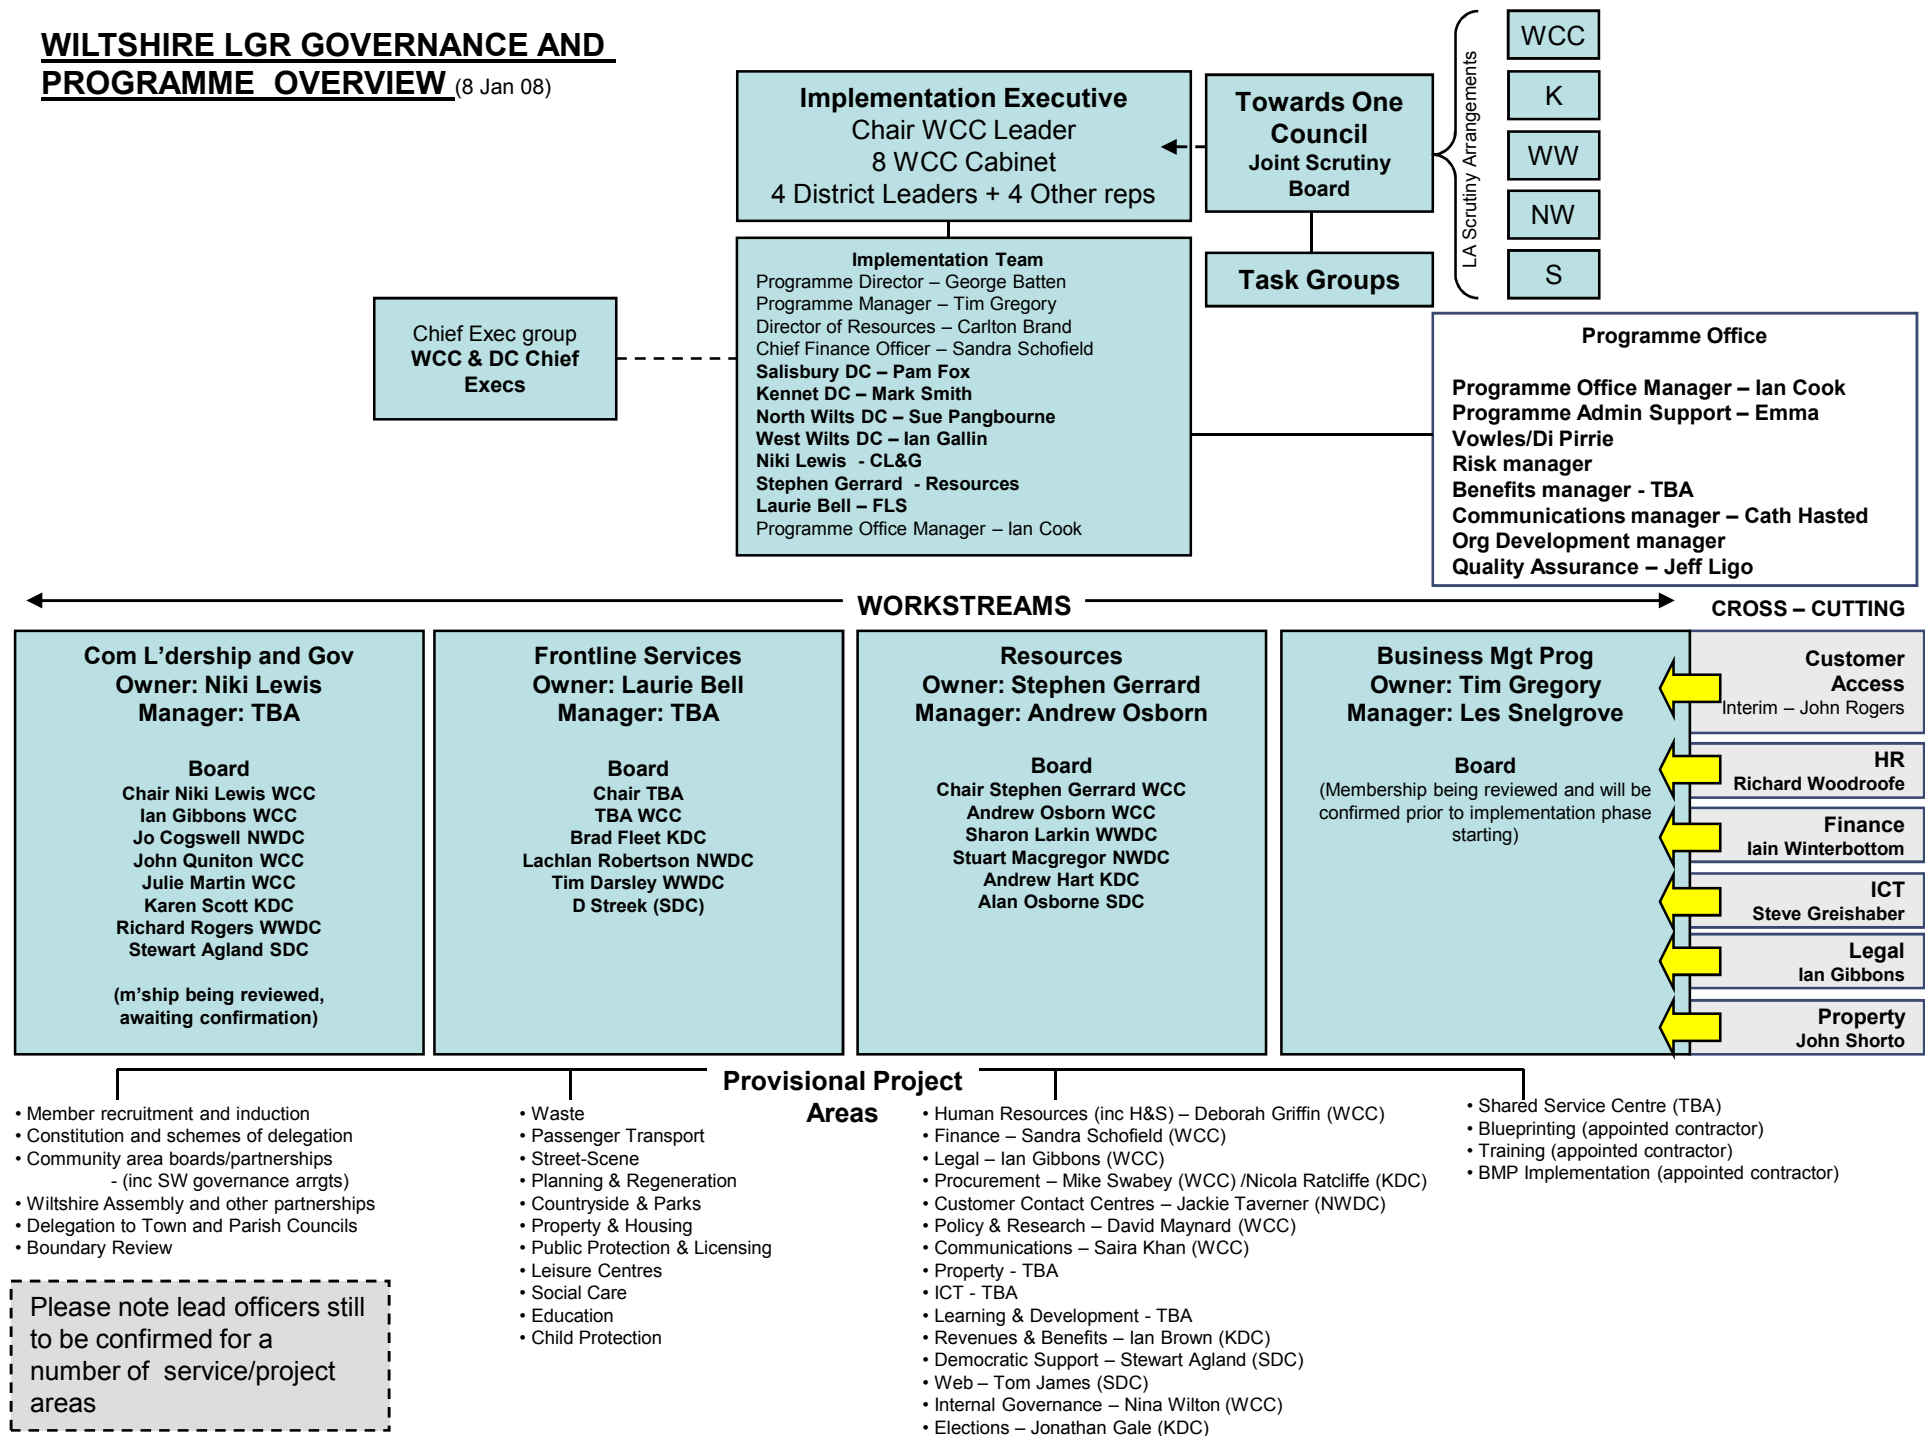 WILTSHIRE LGR GOVERNANCE AND
PROGRAMME OVERVIEW (8 Jan 08)
Implementation Executive
Chair WCC Leader
8 WCC Cabinet
4 District Leaders + 4 Other reps
Towards One
Council
Joint Scrutiny
Board
Task Groups
LA Scrutiny Arrangements
WCC
K
WW
NW
S
Chief Exec group
WCC & DC Chief
Execs
Implementation Team
Programme Director – George Batten
Programme Manager – Tim Gregory
Director of Resources – Carlton Brand
Chief Finance Officer – Sandra Schofield
Salisbury DC – Pam Fox
Kennet DC – Mark Smith
North Wilts DC – Sue Pangbourne
West Wilts DC – Ian Gallin
Niki Lewis - CL&G
Stephen Gerrard - Resources
Laurie Bell – FLS
Programme Office Manager – Ian Cook
Programme Office
Programme Office Manager – Ian Cook
Programme Admin Support – Emma
Vowles/Di Pirrie
Risk manager
Benefits manager - TBA
Communications manager – Cath Hasted
Org Development manager
Quality Assurance – Jeff Ligo
WORKSTREAMS
CROSS – CUTTING
Com L'dership and Gov
Owner: Niki Lewis
Manager: TBA
Board
Chair Niki Lewis WCC
Ian Gibbons WCC
Jo Cogswell NWDC
John Quniton WCC
Julie Martin WCC
Karen Scott KDC
Richard Rogers WWDC
Stewart Agland SDC
(m'ship being reviewed,
awaiting confirmation)
Frontline Services
Owner: Laurie Bell
Manager: TBA
Board
Chair TBA
TBA WCC
Brad Fleet KDC
Lachlan Robertson NWDC
Tim Darsley WWDC
D Streek (SDC)
Resources
Owner: Stephen Gerrard
Manager: Andrew Osborn
Board
Chair Stephen Gerrard WCC
Andrew Osborn WCC
Sharon Larkin WWDC
Stuart Macgregor NWDC
Andrew Hart KDC
Alan Osborne SDC
Business Mgt Prog
Owner: Tim Gregory
Manager: Les Snelgrove
Board
(Membership being reviewed and will be
confirmed prior to implementation phase
starting)
Customer
Access
Interim – John Rogers
HR
Richard Woodroofe
Finance
Iain Winterbottom
ICT
Steve Greishaber
Legal
Ian Gibbons
Property
John Shorto
Provisional Project
Areas
• Member recruitment and induction
• Constitution and schemes of delegation
• Community area boards/partnerships
- (inc SW governance arrgts)
• Wiltshire Assembly and other partnerships
• Delegation to Town and Parish Councils
• Boundary Review
• Waste
• Passenger Transport
• Street-Scene
• Planning & Regeneration
• Countryside & Parks
• Property & Housing
• Public Protection & Licensing
• Leisure Centres
• Social Care
• Education
• Child Protection
• Human Resources (inc H&S) – Deborah Griffin (WCC)
• Finance – Sandra Schofield (WCC)
• Legal – Ian Gibbons (WCC)
• Procurement – Mike Swabey (WCC) /Nicola Ratcliffe (KDC)
• Customer Contact Centres – Jackie Taverner (NWDC)
• Policy & Research – David Maynard (WCC)
• Communications – Saira Khan (WCC)
• Property - TBA
• ICT - TBA
• Learning & Development - TBA
• Revenues & Benefits – Ian Brown (KDC)
• Democratic Support – Stewart Agland (SDC)
• Web – Tom James (SDC)
• Internal Governance – Nina Wilton (WCC)
• Elections – Jonathan Gale (KDC)
• Shared Service Centre (TBA)
• Blueprinting (appointed contractor)
• Training (appointed contractor)
• BMP Implementation (appointed contractor)
Please note lead officers still
to be confirmed for a
number of service/project
areas